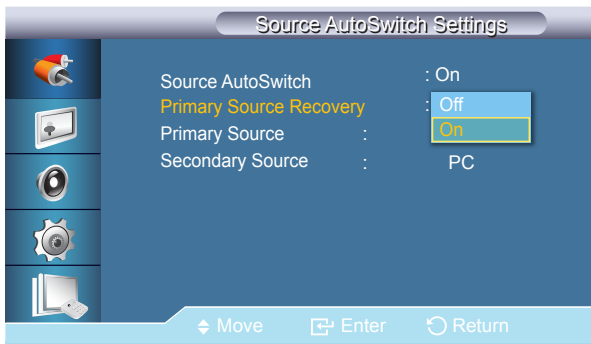 Source AutoSwitch Settings
Source AutoSwitch : On
Primary Source Recovery : Off
On
Primary Source :
Secondary Source : PC
Move Enter Return